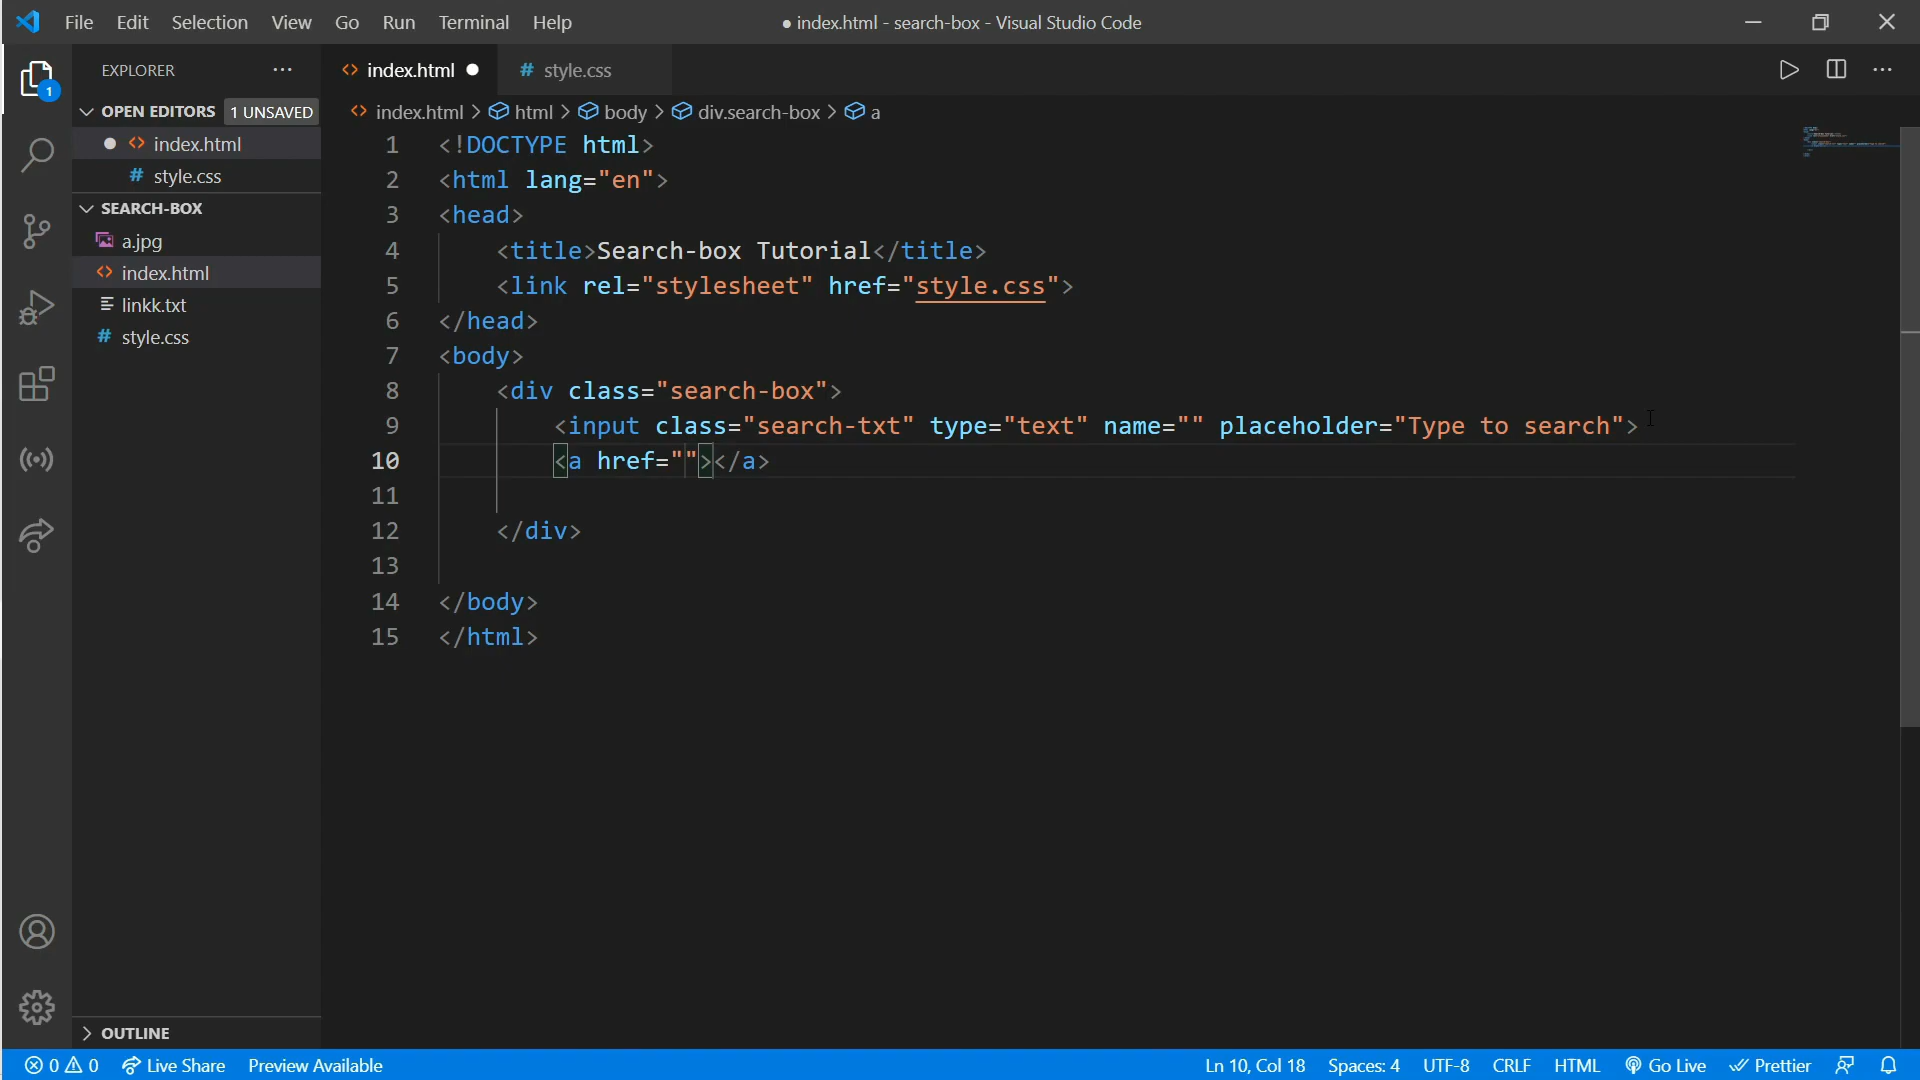 File Edit Selection View Go Run Terminal Help ● index.html - search-box - Visual Studio Code
EXPLORER
index.html
style.css
OPEN EDITORS 1 UNSAVED
index.html
style.css
SEARCH-BOX
a.jpg
index.html
linkk.txt
style.css
OUTLINE
index.html > html > body > div.search-box > a
1 <!DOCTYPE html>
2 <html lang="en">
3 <head>
4 <title>Search-box Tutorial</title>
5 <link rel="stylesheet" href="style.css">
6 </head>
7 <body>
8 <div class="search-box">
9 <input class="search-txt" type="text" name="" placeholder="Type to search">
10 <a href=""></a>
11
12 </div>
13
14 </body>
15 </html>
1
0 0 Live Share Preview Available Ln 10, Col 18 Spaces: 4 UTF-8 CRLF HTML Go Live Prettier